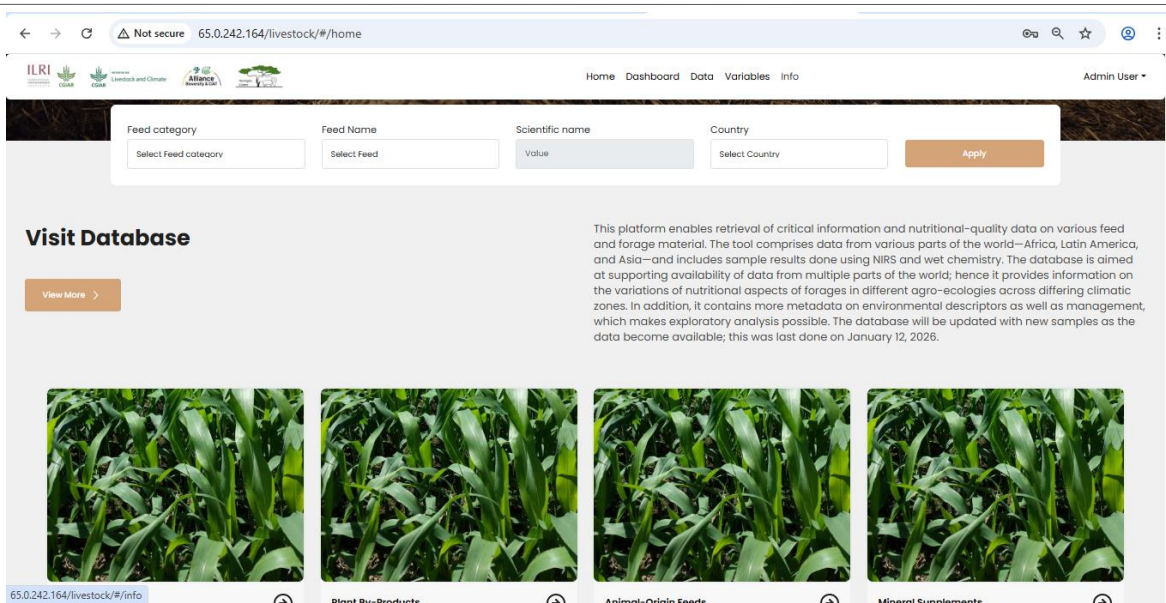 Not secure 65.0.242.164/livestock/#/home
ILRI CGIAR CGIAR Livestock and Climate Alliance Bioversity & CIAT Home Dashboard Data Variables Info Admin User
Feed category Feed Name Scientific name Country
Select Feed category Select Feed Value Select Country Apply
Visit Database
View More
This platform enables retrieval of critical information and nutritional-quality data on various feed
and forage material. The tool comprises data from various parts of the world—Africa, Latin America,
and Asia—and includes sample results done using NIRS and wet chemistry. The database is aimed
at supporting availability of data from multiple parts of the world; hence it provides information on
the variations of nutritional aspects of forages in different agro-ecologies across differing climatic
zones. In addition, it contains more metadata on environmental descriptors as well as management,
which makes exploratory analysis possible. The database will be updated with new samples as the
data become available; this was last done on January 12, 2026.
65.0.242.164/livestock/#/info Plant By-Products Animal-Origin Feeds Mineral Supplements